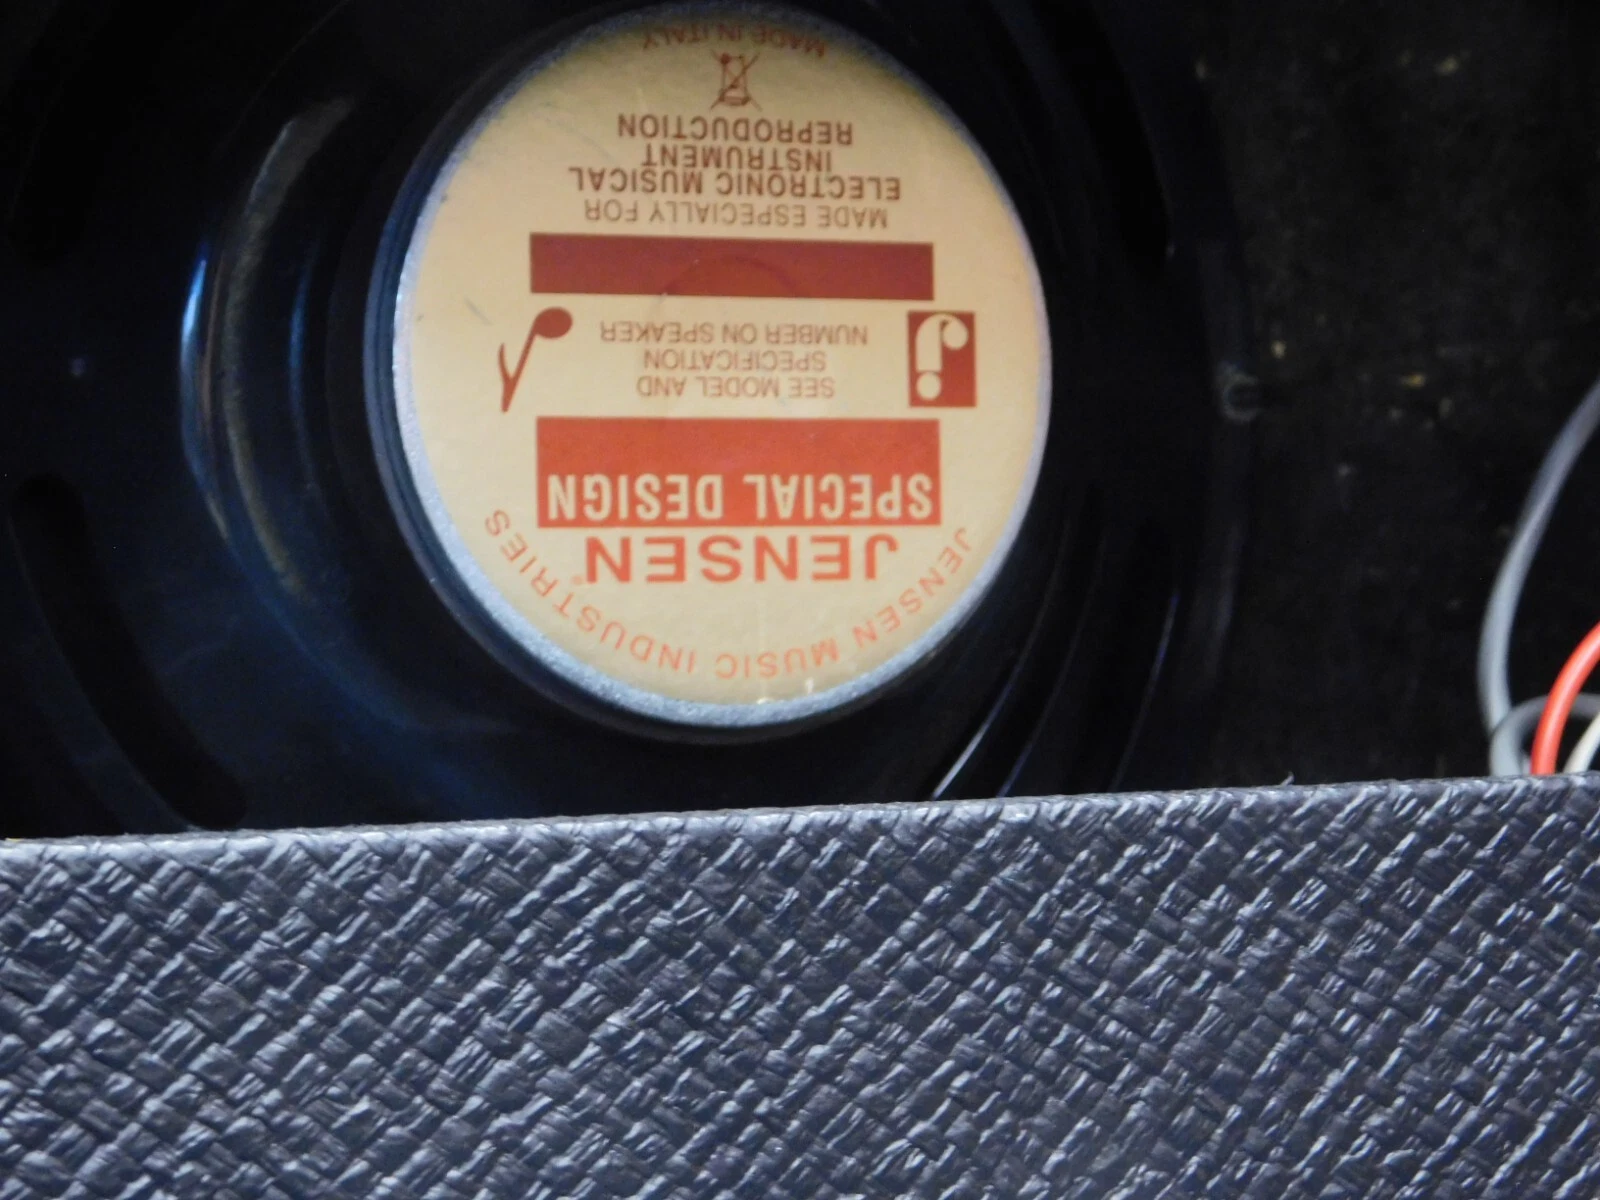 JENSEN MUSIC INDUSTRIES
JENSEN®
SPECIAL DESIGN
SEE MODEL AND
SPECIFICATION
NUMBER ON SPEAKER
MADE ESPECIALLY FOR
ELECTRONIC MUSICAL
INSTRUMENT
REPRODUCTION
MADE IN ITALY